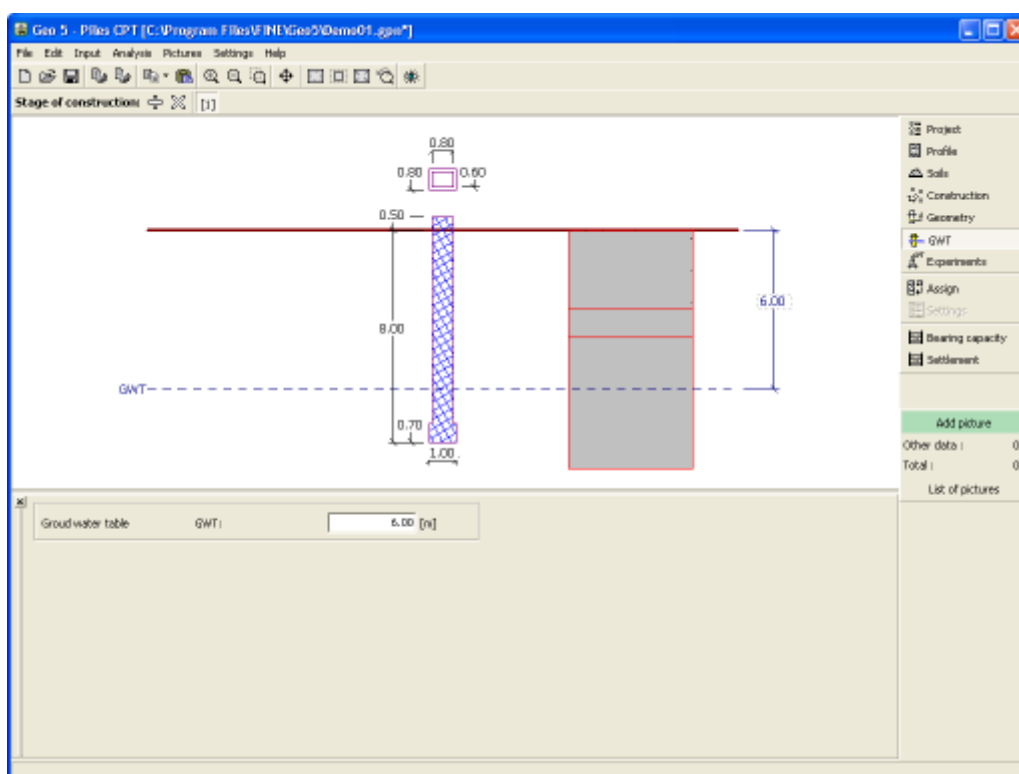 Geo 5 - Piles CPT [C:\Program Files\FINE\Geo5\Demo01.gpn*]
File Edit Input Analysis Pictures Settings Help
Stage of construction: [1]
0.80
0.80 0.60
0.50
8.00
6.00
GWT
0.70
1.00
Project
Profile
Soils
Construction
Geometry
GWT
Experiments
Assign
Settings
Bearing capacity
Settlement
Add picture
Other data : 0
Total : 0
List of pictures
Groud water table GWT: 6.00 [m]